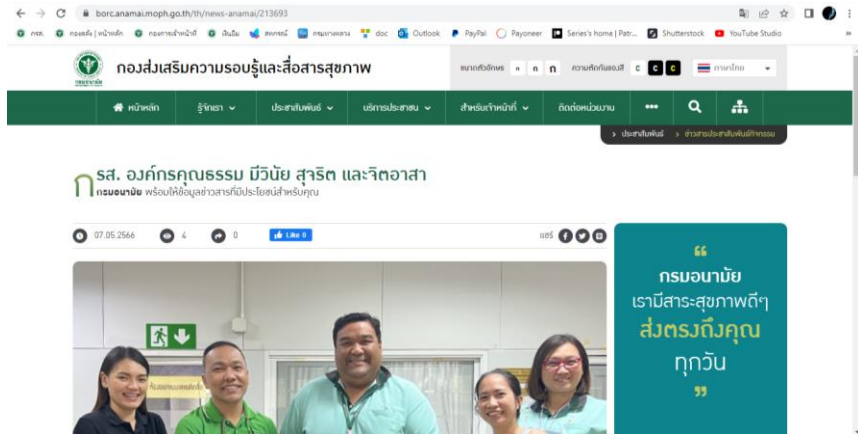 borc.anamai.moph.go.th/th/news-anamai/213693
doc Outlook PayPal Payoneer Series's home | Patr... Shutterstock YouTube Studio
กองส่งเสริมความรอบรู้และสื่อสารสุขภาพ
ขนาดตัวอักษร ก ก ก ความตัดกันของสี C C C ภาษาไทย
หน้าหลัก รู้จักเรา ประชาสัมพันธ์ บริการประชาชน สำหรับเจ้าหน้าที่ ติดต่อหน่วยงาน
ประชาสัมพันธ์ ข่าวสารประชาสัมพันธ์กิจกรรม
กรส. องค์กรคุณธรรม มีวินัย สุจริต และจิตอาสา
กรมอนามัย พร้อมให้ข้อมูลข่าวสารที่มีประโยชน์สำหรับคุณ
07.05.2566 4 0 Like 0 แชร์
“
กรมอนามัย
เรามีสาระสุขภาพดีๆ
ส่งตรงถึงคุณ
ทุกวัน
”